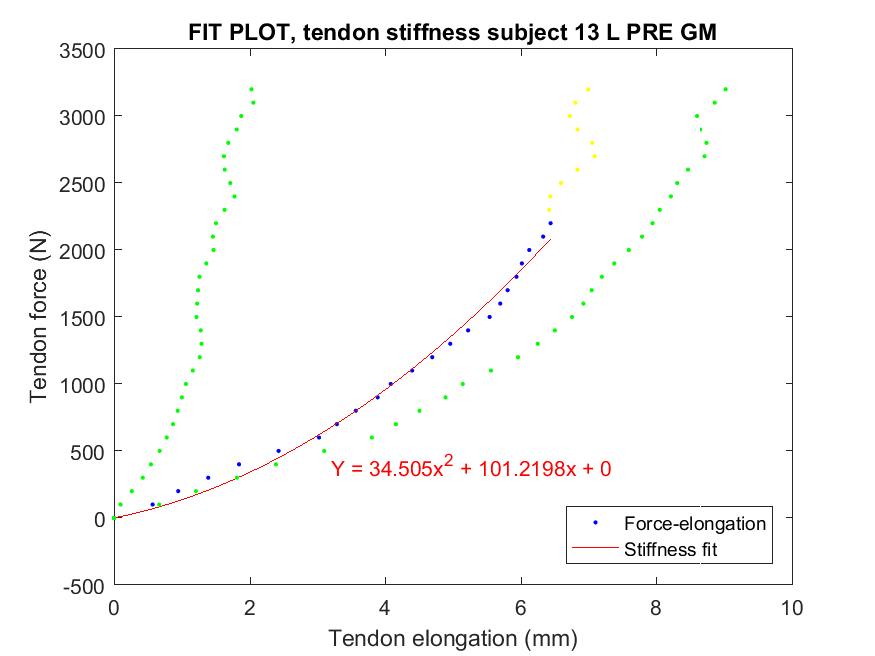 FIT PLOT, tendon stiffness subject 13 L PRE GM
3500
3000
2500
2000
1500
1000
500
0
-500
Tendon force (N)
Y = 34.505x² + 101.2198x + 0
Force-elongation
Stiffness fit
0 2 4 6 8 10
Tendon elongation (mm)